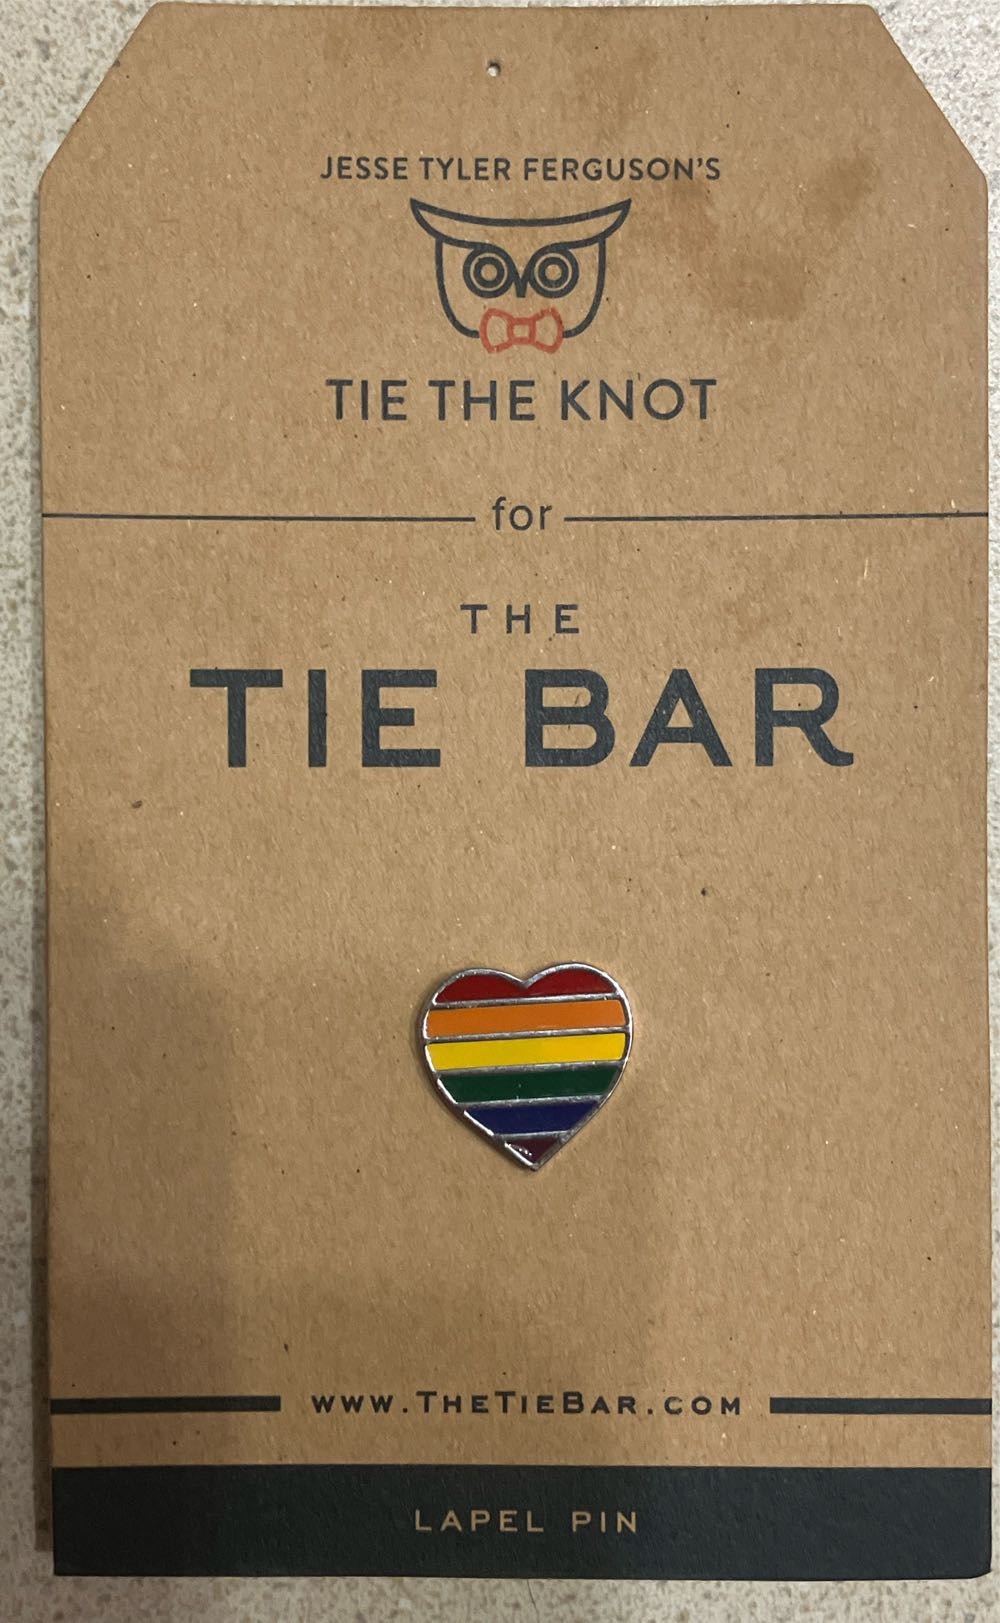 JESSE TYLER FERGUSON'S
TIE THE KNOT
for
THE
TIE BAR
WWW.THETIEBAR.COM
LAPEL PIN